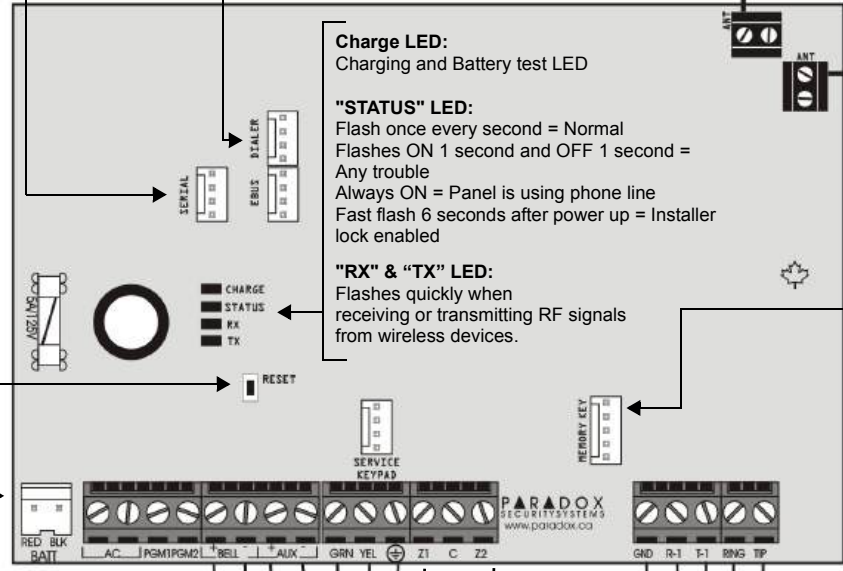 ANT
ANT
Charge LED:
Charging and Battery test LED
"STATUS" LED:
Flash once every second = Normal
Flashes ON 1 second and OFF 1 second =
Any trouble
Always ON = Panel is using phone line
Fast flash 6 seconds after power up = Installer
lock enabled
"RX" & “TX” LED:
Flashes quickly when
receiving or transmitting RF signals
from wireless devices.
DIALER
SERIAL
EBUS
5A/125V
CHARGE
STATUS
RX
TX
RESET
SERVICE
KEYPAD
MEMORY KEY
PARADOX
SECURITY SYSTEMS
www.paradox.ca
RED BLK
BATT
AC PGM1 PGM2 + BELL - + AUX - GRN YEL Z1 C Z2 GND R-1 T-1 RING TIP